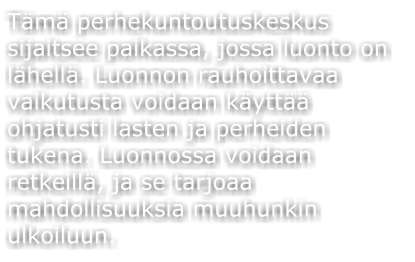 Tämä perhekuntoutuskeskus
sijaitsee paikassa, jossa luonto on
lähellä. Luonnon rauhoittavaa
vaikutusta voidaan käyttää
ohjatusti lasten ja perheiden
tukena. Luonnossa voidaan
retkeillä, ja se tarjoaa
mahdollisuuksia muuhunkin
ulkoiluun.